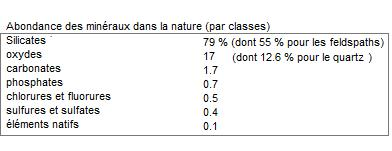 Abondance des minéraux dans la nature (par classes)
Silicates 79 % (dont 55 % pour les feldspaths)
oxydes 17 (dont 12.6 % pour le quartz )
carbonates 1.7
phosphates 0.7
chlorures et fluorures 0.5
sulfures et sulfates 0.4
éléments natifs 0.1